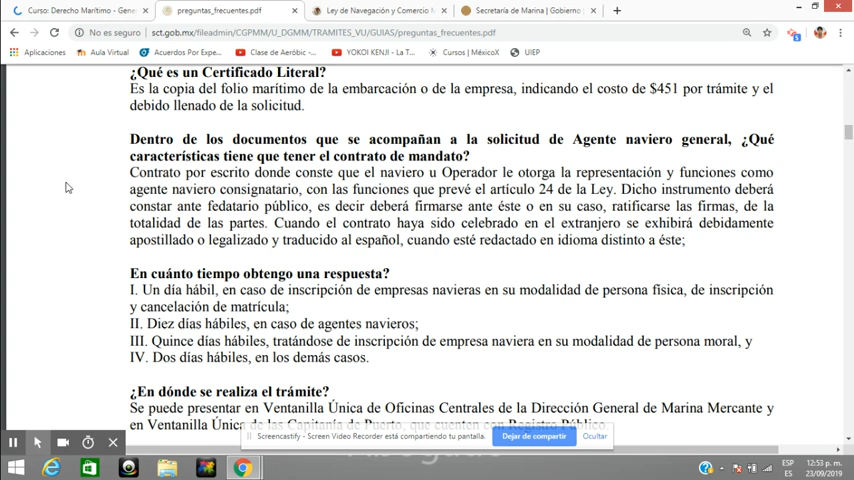 Curso: Derecho Marítimo - Gene
preguntas_frecuentes.pdf
Ley de Navegación y Comercio M
Secretaría de Marina | Gobierno
No es seguro | sct.gob.mx/fileadmin/CGPMM/U_DGMM/TRAMITES_VU/GUIAS/preguntas_frecuentes.pdf
Aplicaciones
Aula Virtual
Acuerdos Por Espe...
Clase de Aeróbic -...
YOKOI KENJI - La T...
Cursos |MéxicoX
UIEP
¿Qué es un Certificado Literal?
Es la copia del folio marítimo de la embarcación o de la empresa, indicando el costo de $451 por trámite y el
debido llenado de la solicitud.
Dentro de los documentos que se acompañan a la solicitud de Agente naviero general, ¿Qué
características tiene que tener el contrato de mandato?
Contrato por escrito donde conste que el naviero u Operador le otorga la representación y funciones como
agente naviero consignatario, con las funciones que prevé el artículo 24 de la Ley. Dicho instrumento deberá
constar ante fedatario público, es decir deberá firmarse ante éste o en su caso, ratificarse las firmas, de la
totalidad de las partes. Cuando el contrato haya sido celebrado en el extranjero se exhibirá debidamente
apostillado o legalizado y traducido al español, cuando esté redactado en idioma distinto a éste;
En cuánto tiempo obtengo una respuesta?
I. Un día hábil, en caso de inscripción de empresas navieras en su modalidad de persona física, de inscripción
y cancelación de matrícula;
II. Diez días hábiles, en caso de agentes navieros;
III. Quince días hábiles, tratándose de inscripción de empresa naviera en su modalidad de persona moral, y
IV. Dos días hábiles, en los demás casos.
¿En dónde se realiza el trámite?
Se puede presentar en Ventanilla Única de Oficinas Centrales de la Dirección General de Marina Mercante y
en Ventanilla Única de las Capitanía de Puerto, que cuenten con Registro Público
Screencastify - Screen Video Recorder está compartiendo tu pantalla.
Dejar de compartir
Ocultar
ESP
ES
12:53 p. m.
23/09/2019